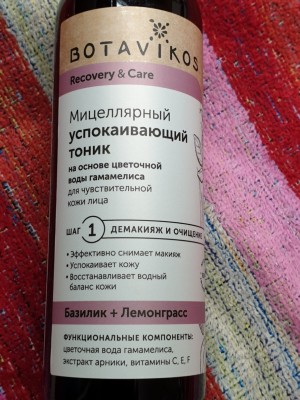 BOTAVIKOS
Recovery & Care
Мицеллярный
успокаивающий
тоник
на основе цветочной
воды гамамелиса
для чувствительной
кожи лица
ШАГ 1 ДЕМАКИЯЖ И ОЧИЩЕНИЕ
• Эффективно снимает макияж
• Успокаивает кожу
• Восстанавливает водный
баланс кожи
Базилик + Лемонграсс
ФУНКЦИОНАЛЬНЫЕ КОМПОНЕНТЫ:
цветочная вода гамамелиса,
экстракт арники, витамины C, E, F